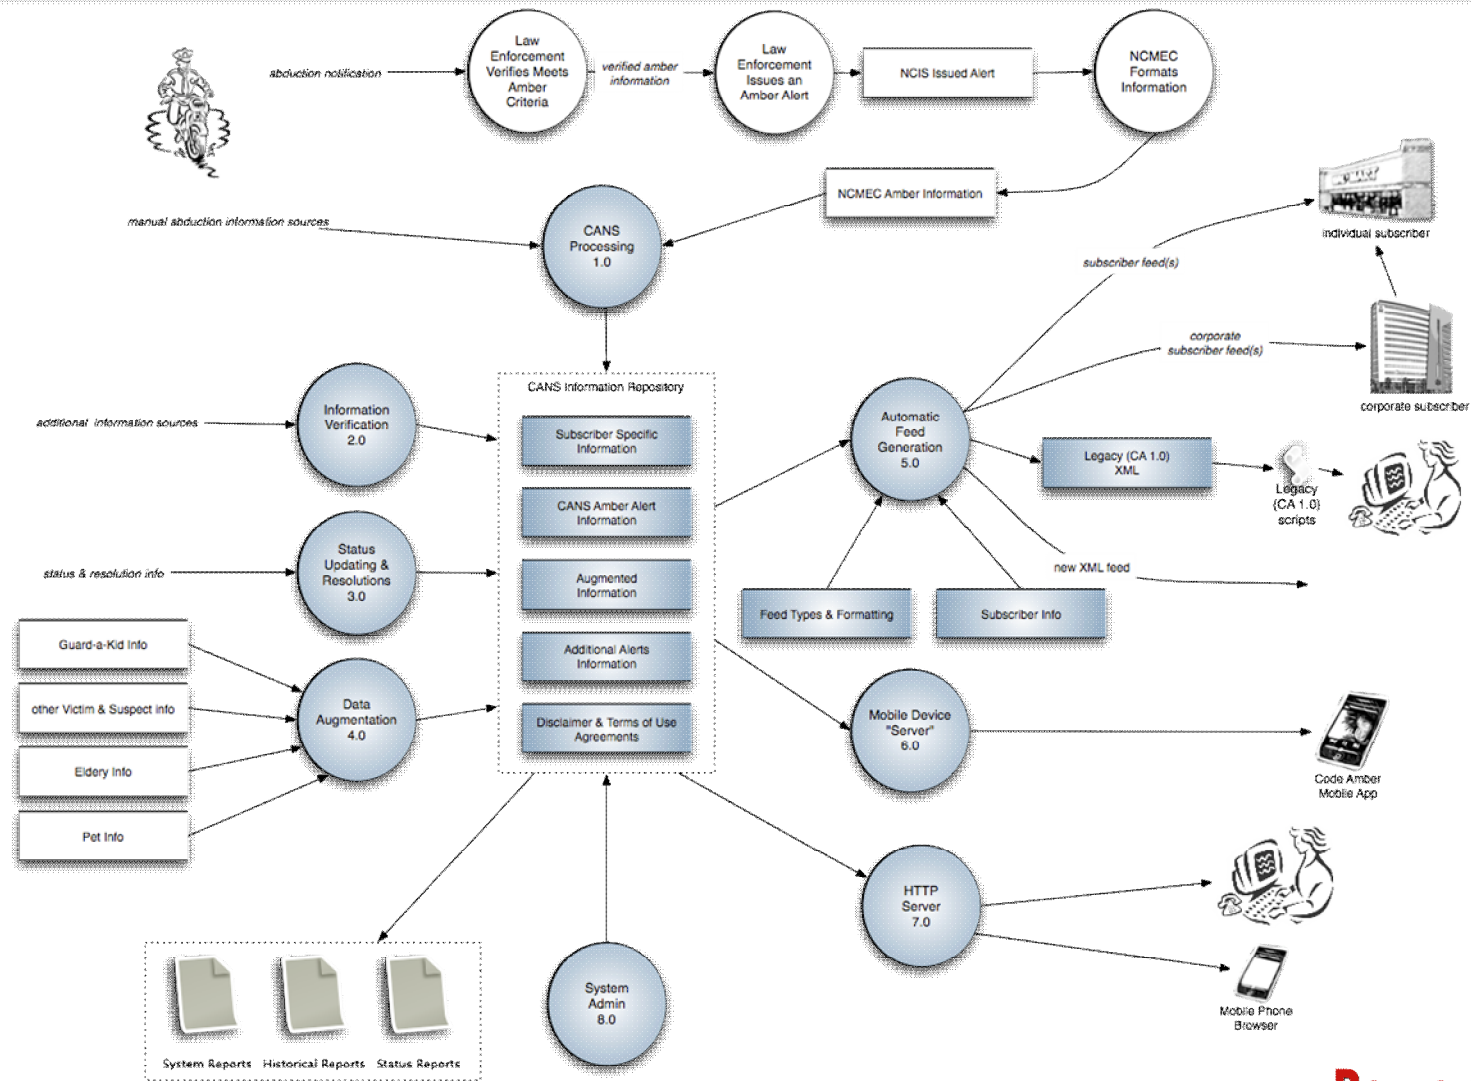 Law
Enforcement
Verifies Meets
Amber
Criteria
Law
Enforcement
Issues an
Amber Alert
NCIS Issued Alert
NCMEC
Formats
Information
abduction notification
verified amber
information
NCMEC Amber Information
manual abduction information sources
CANS
Processing
1.0
individual subscriber
subscriber feed(s)
corporate
subscriber feed(s)
corporate subscriber
CANS Information Repository
Subscriber Specific
Information
CANS Amber Alert
Information
Augmented
Information
Additional Alerts
Information
Disclaimer & Terms of Use
Agreements
additional information sources
Information
Verification
2.0
status & resolution info
Status
Updating &
Resolutions
3.0
Guard-a-Kid Info
other Victim & Suspect info
Eldery Info
Pet Info
Data
Augmentation
4.0
Automatic
Feed
Generation
5.0
Legacy (CA 1.0)
XML
Legacy
(CA 1.0)
scripts
new XML feed
Feed Types & Formatting
Subscriber Info
Mobile Device
"Server"
6.0
Code Amber
Mobile App
HTTP
Server
7.0
Mobile Phone
Browser
System
Admin
8.0
System Reports
Historical Reports
Status Reports